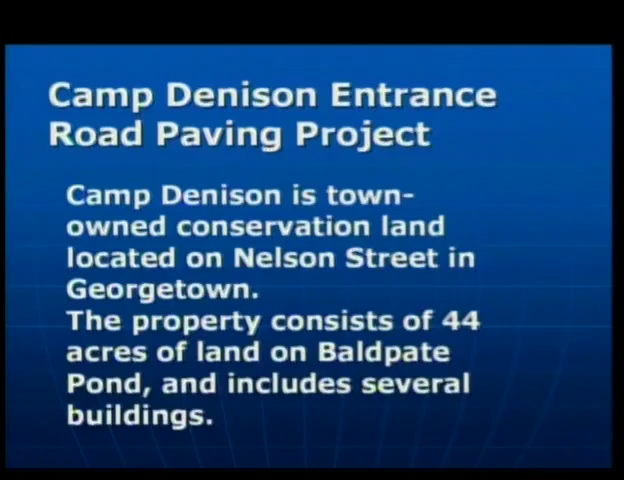 Camp Denison Entrance
Road Paving Project
Camp Denison is town-
owned conservation land
located on Nelson Street in
Georgetown.
The property consists of 44
acres of land on Baldpate
Pond, and includes several
buildings.